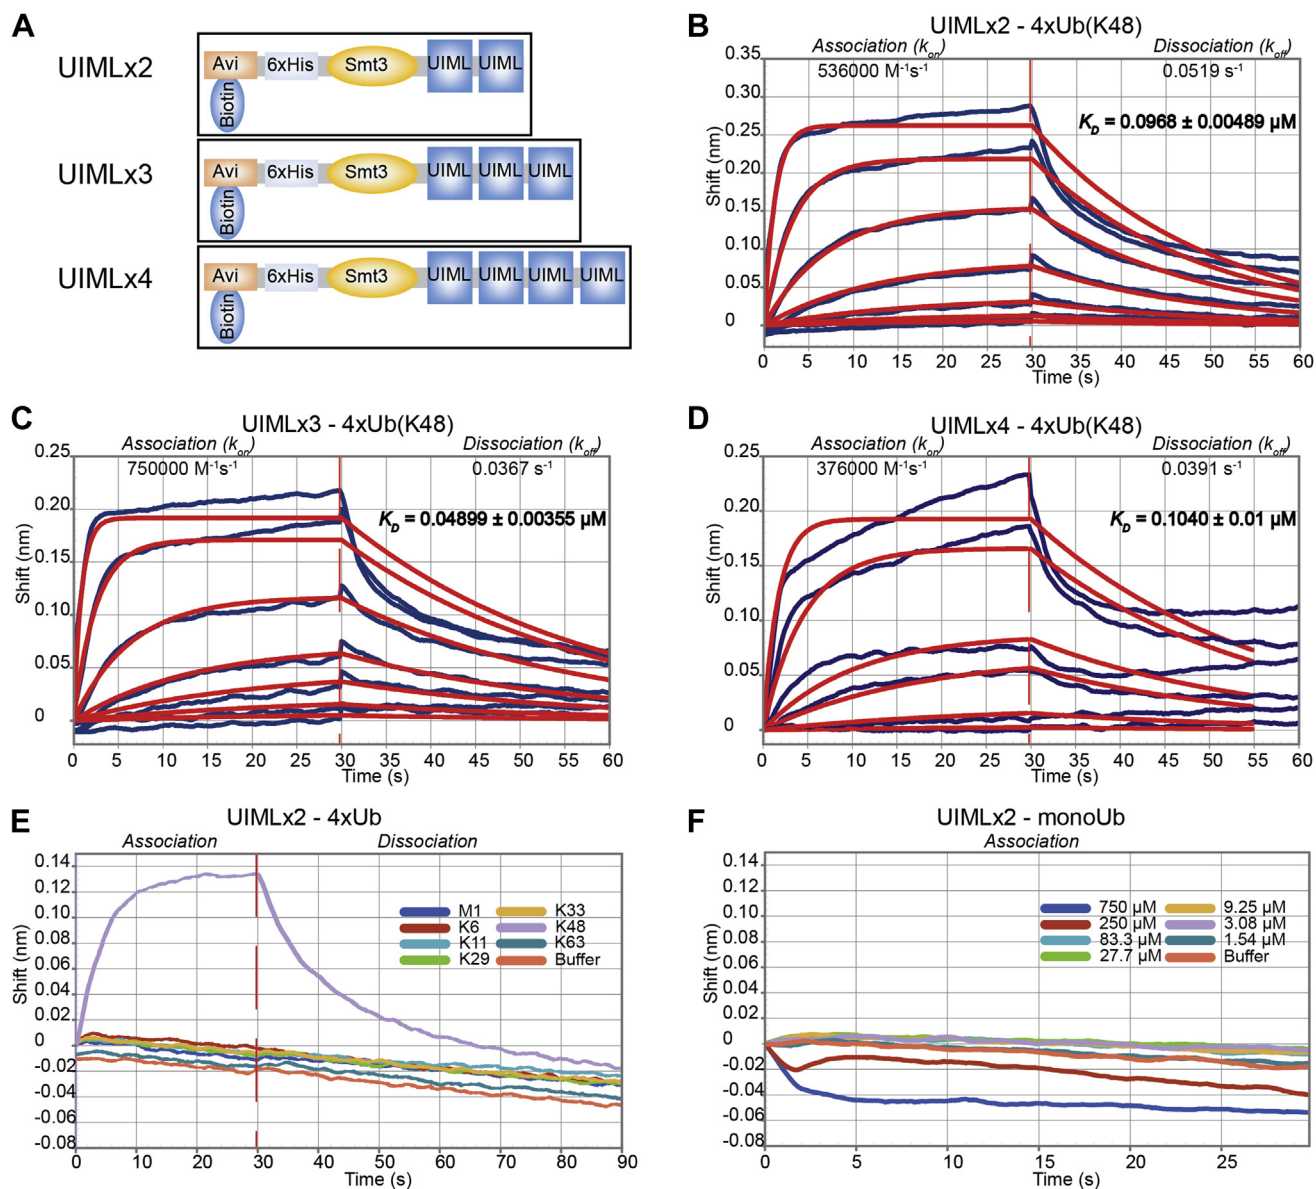 A
UIMLx2
Avi 6xHis Smt3 UIML UIML
Biotin
UIMLx3
Avi 6xHis Smt3 UIML UIML UIML
Biotin
UIMLx4
Avi 6xHis Smt3 UIML UIML UIML UIML
Biotin
B
UIMLx2 - 4xUb(K48)
Association (kon) Dissociation (koff)
536000 M-1s-1 0.0519 s-1
KD = 0.0968 ± 0.00489 µM
Shift (nm)
0.35
0.30
0.25
0.20
0.15
0.10
0.05
0
0 5 10 15 20 25 30 35 40 45 50 55 60
Time (s)
C
UIMLx3 - 4xUb(K48)
Association (kon) Dissociation (koff)
750000 M-1s-1 0.0367 s-1
KD = 0.04899 ± 0.00355 µM
Shift (nm)
0.25
0.20
0.15
0.10
0.05
0
0 5 10 15 20 25 30 35 40 45 50 55 60
Time (s)
D
UIMLx4 - 4xUb(K48)
Association (kon) Dissociation (koff)
376000 M-1s-1 0.0391 s-1
KD = 0.1040 ± 0.01 µM
Shift (nm)
0.25
0.20
0.15
0.10
0.05
0
0 5 10 15 20 25 30 35 40 45 50 55 60
Time (s)
E
UIMLx2 - 4xUb
Association Dissociation
M1 K33
K6 K48
K11 K63
K29 Buffer
Shift (nm)
0.14
0.12
0.10
0.08
0.06
0.04
0.02
0
-0.02
-0.04
-0.06
-0.08
0 10 20 30 40 50 60 70 80 90
Time (s)
F
UIMLx2 - monoUb
Association
750 µM 9.25 µM
250 µM 3.08 µM
83.3 µM 1.54 µM
27.7 µM Buffer
Shift (nm)
0.14
0.12
0.10
0.08
0.06
0.04
0.02
0
-0.02
-0.04
-0.06
-0.08
0 5 10 15 20 25
Time (s)